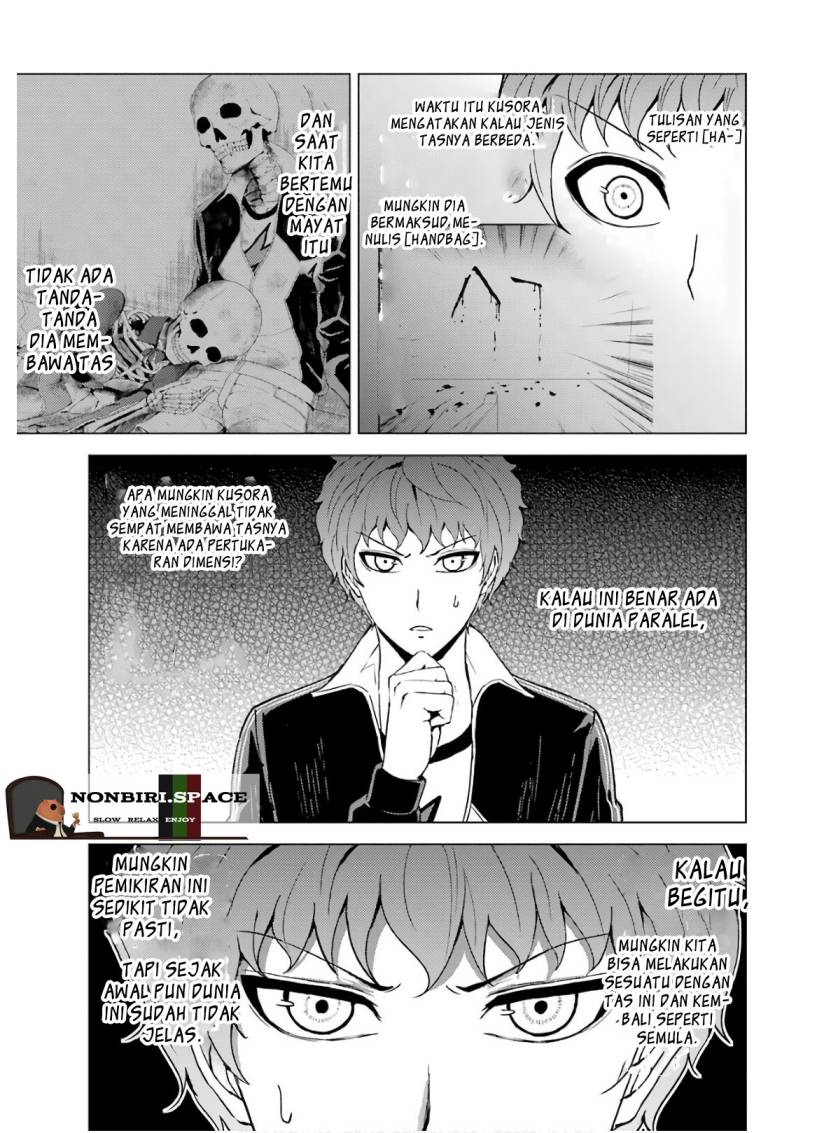 TULISAN YANG
SEPERTI [HA-]
WAKTU ITU KUSORA
MENGATAKAN KALAU JENIS
TASNYA BERBEDA.
MUNGKIN DIA
BERMAKSUD ME-
NULIS [HANDBAG].
DAN
SAAT
KITA
BERTEMU
DENGAN
MAYAT
ITU
TIDAK ADA
TANDA-
TANDA
DIA MEM-
BAWA TAS
KALAU INI BENAR ADA
DI DUNIA PARALEL,
APA MUNGKIN KUSORA
YANG MENINGGAL TIDAK
SEMPAT MEMBAWA TASNYA
KARENA ADA PERTUKA-
RAN DIMENSI?
NONBIRI.SPACE
SLOW RELAX ENJOY
KALAU
BEGITU,
MUNGKIN KITA
BISA MELAKUKAN
SESUATU DENGAN
TAS INI DAN KEM-
BALI SEPERTI
SEMULA.
MUNGKIN
PEMIKIRAN INI
SEDIKIT TIDAK
PASTI,
TAPI SEJAK
AWAL PUN DUNIA
INI SUDAH TIDAK
JELAS.